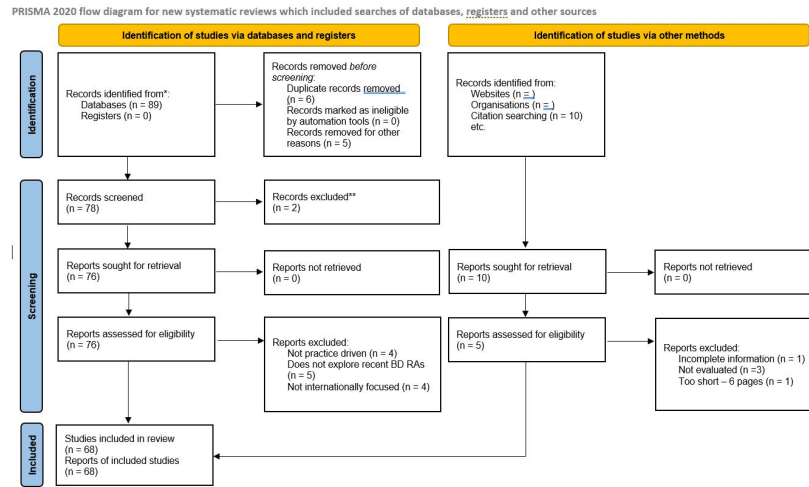 PRISMA 2020 flow diagram for new systematic reviews which included searches of databases, registers and other sources
Identification of studies via databases and registers
Identification of studies via other methods
Identification
Records identified from*:
Databases (n = 89)
Registers (n = 0)
Records removed before
screening:
Duplicate records removed
(n = 6)
Records marked as ineligible
by automation tools (n = 0)
Records removed for other
reasons (n = 5)
Records identified from:
Websites (n = )
Organisations (n = )
Citation searching (n = 10)
etc.
Screening
Records screened
(n = 78)
Records excluded**
(n = 2)
Reports sought for retrieval
(n = 76)
Reports not retrieved
(n = 0)
Reports sought for retrieval
(n = 10)
Reports not retrieved
(n = 0)
Reports assessed for eligibility
(n = 76)
Reports excluded:
Not practice driven (n = 4)
Does not explore recent BD RAs
(n = 5)
Not internationally focused (n = 4)
Reports assessed for eligibility
(n = 5)
Reports excluded:
Incomplete information (n = 1)
Not evaluated (n =3)
Too short – 6 pages (n = 1)
Included
Studies included in review
(n = 68)
Reports of included studies
(n = 68)